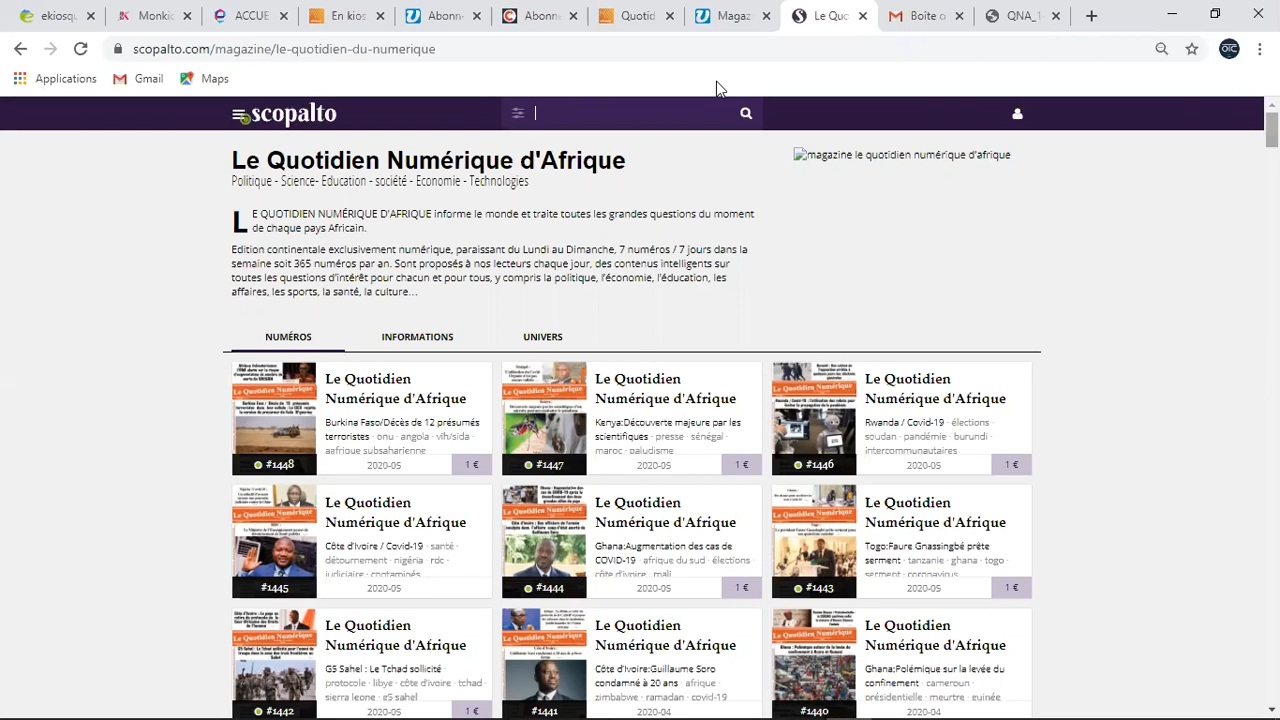 ekiosqu
Monkio
ACCUE
En kios
Abonn
Abonne
Quotid
Magaz
Le Quo
Boîte o
QNA_1
scopalto.com/magazine/le-quotidien-du-numerique
OIC
Applications
Gmail
Maps
scopalto
Le Quotidien Numérique d'Afrique
Politique - Science- Education - société - Economie - Technologies
magazine le quotidien numérique d'afrique
LE QUOTIDIEN NUMÉRIQUE D'AFRIQUE informe le monde et traite toutes les grandes questions du moment
de chaque pays Africain.
Edition continentale exclusivement numérique, paraissant du Lundi au Dimanche, 7 numéros / 7 jours dans la
semaine soit 365 numéros par an. Sont proposés à nos lecteurs chaque jour, des contenus intelligents sur
toutes les questions d'intérêt pour chacun et pour tous, y compris la politique, l'économie, l'éducation, les
affaires, les sports, la santé, la culture...
NUMÉROS
INFORMATIONS
UNIVERS
Le Quotidien
Numérique d'Afrique
Burkina Faso/Décès de 12 présumés
terroristes · onu · angola · vih/sida ·
afrique subsaharienne
#1448
2020-05
1 €
Le Quotidien
Numérique d'Afrique
Kenya:Découverte majeure par les
scientifiques · presse · sénégal ·
maroc · paludisme
#1447
2020-05
1 €
Le Quotidien
Numérique d'Afrique
Rwanda / Covid-19 · élections ·
soudan · pandémie · burundi ·
intercommunautaires
#1446
2020-05
1 €
Le Quotidien
Numérique d'Afrique
Côte d'Ivoire / Covid-19 · santé ·
détournement · nigéria · rdc ·
judiciaire · contaminés
#1445
2020-05
Le Quotidien
Numérique d'Afrique
Ghana:Augmentation des cas de
COVID-19 · afrique du sud · élections
· côte d'ivoire · mali
#1444
2020-05
1 €
Le Quotidien
Numérique d'Afrique
Togo:Faure Gnassingbé prête
serment · tanzanie · ghana · togo ·
serment · coronavirus
#1443
2020-05
1 €
Le Quotidien
Numérique d'Afrique
G5-Sahel:Le Tchad sollicité pour ·
protocole · libye · côte d'ivoire · tchad ·
sierra leone · g5 sahel
#1442
2020-05
1 €
Le Quotidien
Numérique d'Afrique
Côte d'Ivoire:Guillaume Soro
condamné à 20 ans · afrique ·
zimbabwe · ramadan · covid-19
#1441
2020-04
Le Quotidien
Numérique d'Afrique
Ghana:Polémique sur la levée du
confinement · cameroun ·
présidentielle · meurtre · guinée
#1440
2020-04